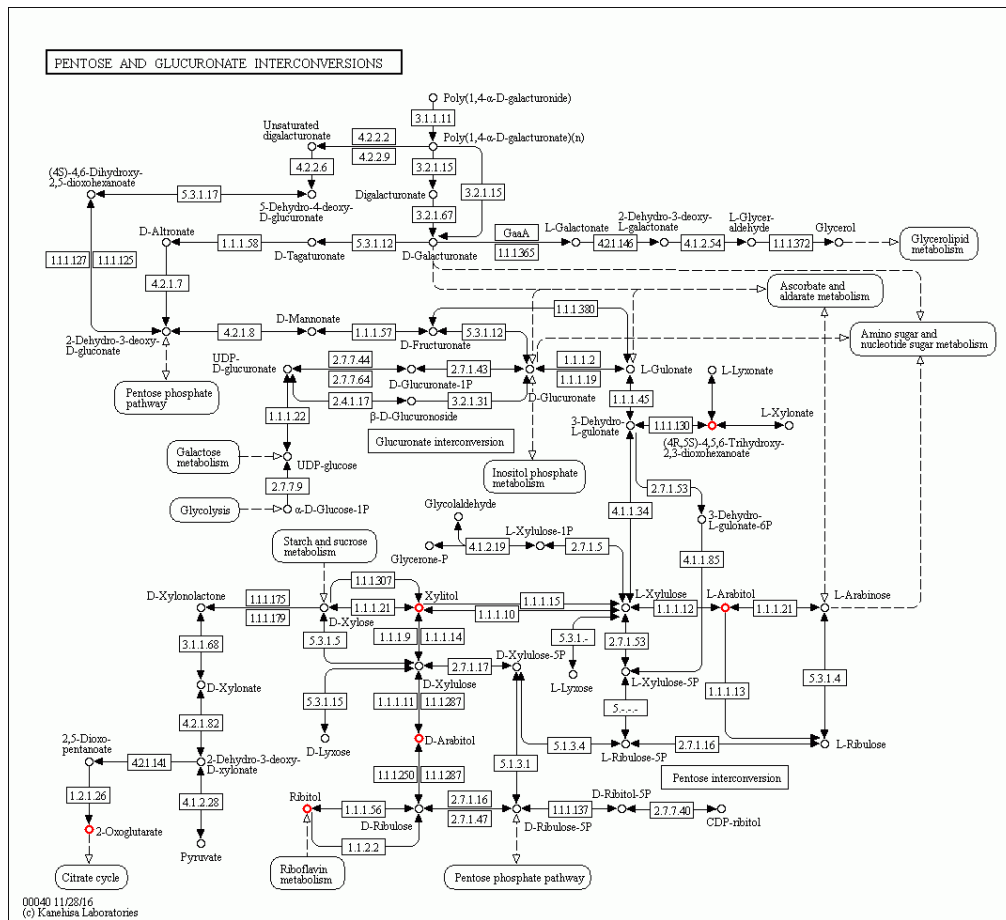 PENTOSE AND GLUCURONATE INTERCONVERSIONS
Poly(1,4-α-D-galacturonide)
3.1.1.11
Unsaturated
digalacturonate
4.2.2.2
Poly(1,4-α-D-galacturonate)(n)
4.2.2.9
4.2.2.6
3.2.1.15
(4S)-4,6-Dihydroxy-
2,5-dioxohexanoate
5.3.1.17
Digalacturonate
3.2.1.15
5-Dehydro-4-deoxy-
D-glucuronate
3.2.1.67
D-Altronate
1.1.1.58
D-Tagaturonate
5.3.1.12
D-Galacturonate
GaaA
1.1.1.365
L-Galactonate
4.2.1.146
2-Dehydro-3-deoxy-
L-galactonate
4.1.2.54
L-Glycer-
aldehyde
1.1.1.372
Glycerol
Glycerolipid
metabolism
1.1.1.127
1.1.1.125
4.2.1.7
Ascorbate and
aldarate metabolism
1.1.1.380
2-Dehydro-3-deoxy-
D-gluconate
4.2.1.8
D-Mannonate
1.1.1.57
D-Fructuronate
5.3.1.12
Amino sugar and
nucleotide sugar metabolism
UDP-
D-glucuronate
2.7.7.44
2.7.7.64
D-Glucuronate-1P
2.7.1.43
D-Glucuronate
1.1.1.2
1.1.1.19
L-Gulonate
L-Lyxonate
Pentose phosphate
pathway
2.4.1.17
β-D-Glucuronoside
3.2.1.31
1.1.1.45
1.1.1.22
Glucuronate interconversion
3-Dehydro-
L-gulonate
1.1.1.130
L-Xylonate
(4R,5S)-4,5,6-Trihydroxy-
2,3-dioxohexanoate
Galactose
metabolism
UDP-glucose
Inositol phosphate
metabolism
2.7.7.9
2.7.1.53
Glycolysis
α-D-Glucose-1P
Glycolaldehyde
4.1.1.34
3-Dehydro-
L-gulonate-6P
Starch and sucrose
metabolism
Glycerone-P
4.1.2.19
L-Xylulose-1P
2.7.1.5
4.1.1.85
1.1.1.307
D-Xylonolactone
1.1.1.175
1.1.1.179
D-Xylose
1.1.1.21
Xylitol
1.1.1.15
1.1.1.10
L-Xylulose
1.1.1.12
L-Arabitol
1.1.1.21
L-Arabinose
3.1.1.68
5.3.1.5
1.1.1.9
1.1.1.14
5.3.1.-
2.7.1.53
D-Xylulose
2.7.1.17
D-Xylulose-5P
L-Lyxose
L-Xylulose-5P
D-Xylonate
5.3.1.15
1.1.1.11
1.1.1.287
1.1.1.13
5.3.1.4
5.-.-.-
4.2.1.82
D-Lyxose
D-Arabitol
2,5-Dioxo-
pentanoate
4.2.1.141
2-Dehydro-3-deoxy-
D-xylonate
5.1.3.4
L-Ribulose-5P
2.7.1.16
L-Ribulose
5.1.3.1
Pentose interconversion
1.1.1.250
1.1.1.287
1.2.1.26
4.1.2.28
Ribitol
1.1.1.56
D-Ribulose
2.7.1.16
2.7.1.47
D-Ribulose-5P
1.1.1.137
D-Ribitol-5P
2.7.7.40
CDP-ribitol
2-Oxoglutarate
1.1.2.2
Pyruvate
Citrate cycle
Riboflavin
metabolism
Pentose phosphate pathway
00040 11/28/16
(c) Kanehisa Laboratories